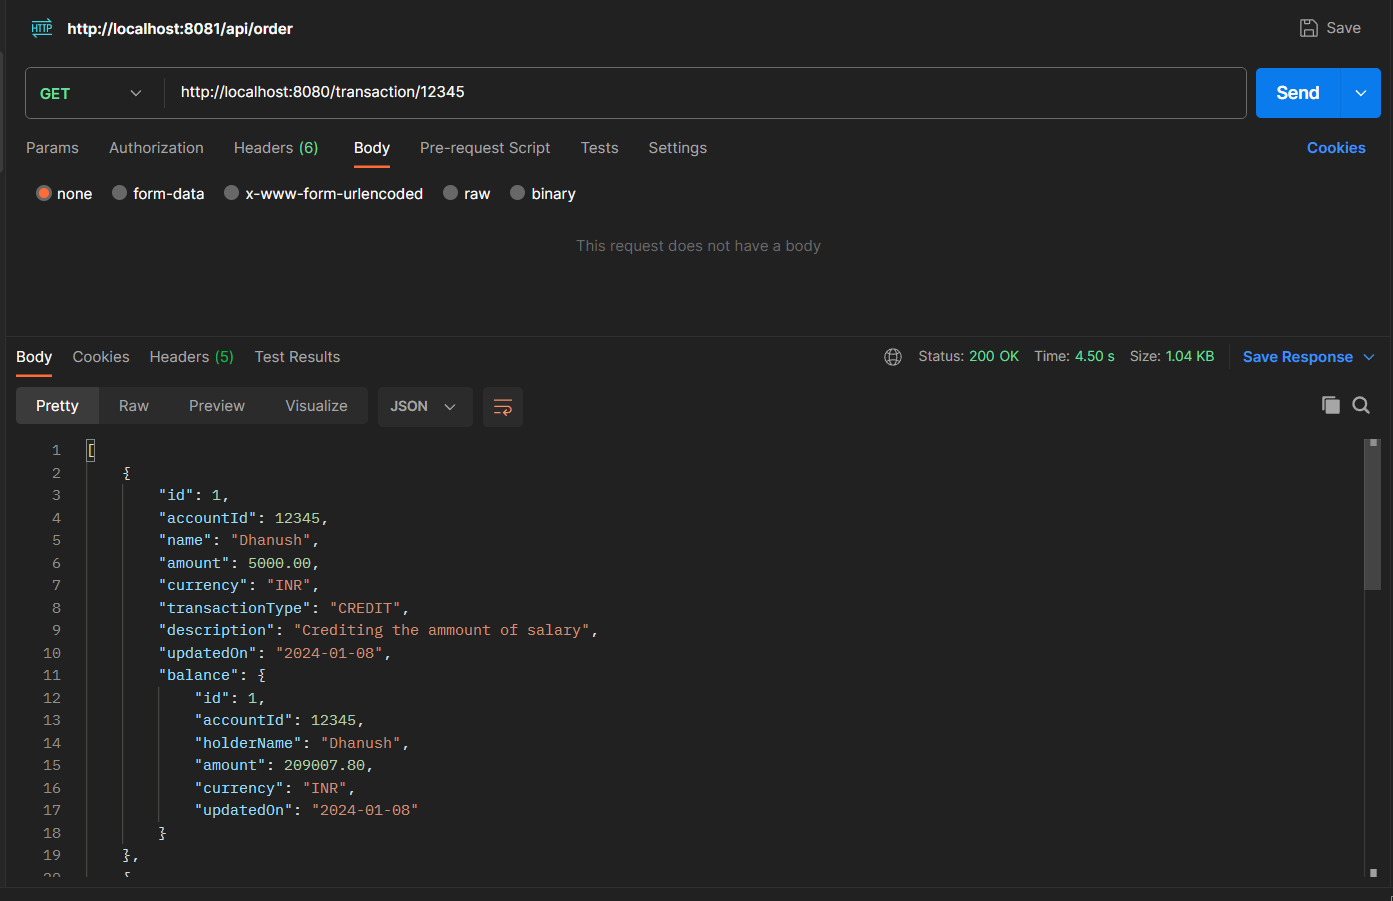 HTTP http://localhost:8081/api/order Save
GET http://localhost:8080/transaction/12345 Send
Params Authorization Headers (6) Body Pre-request Script Tests Settings Cookies
none form-data x-www-form-urlencoded raw binary
This request does not have a body
Body Cookies Headers (5) Test Results Status: 200 OK Time: 4.50 s Size: 1.04 KB Save Response
Pretty Raw Preview Visualize JSON
1 [
2 {
3 "id": 1,
4 "accountId": 12345,
5 "name": "Dhanush",
6 "amount": 5000.00,
7 "currency": "INR",
8 "transactionType": "CREDIT",
9 "description": "Crediting the ammount of salary",
10 "updatedOn": "2024-01-08",
11 "balance": {
12 "id": 1,
13 "accountId": 12345,
14 "holderName": "Dhanush",
15 "amount": 209007.80,
16 "currency": "INR",
17 "updatedOn": "2024-01-08"
18 }
19 },
20 {